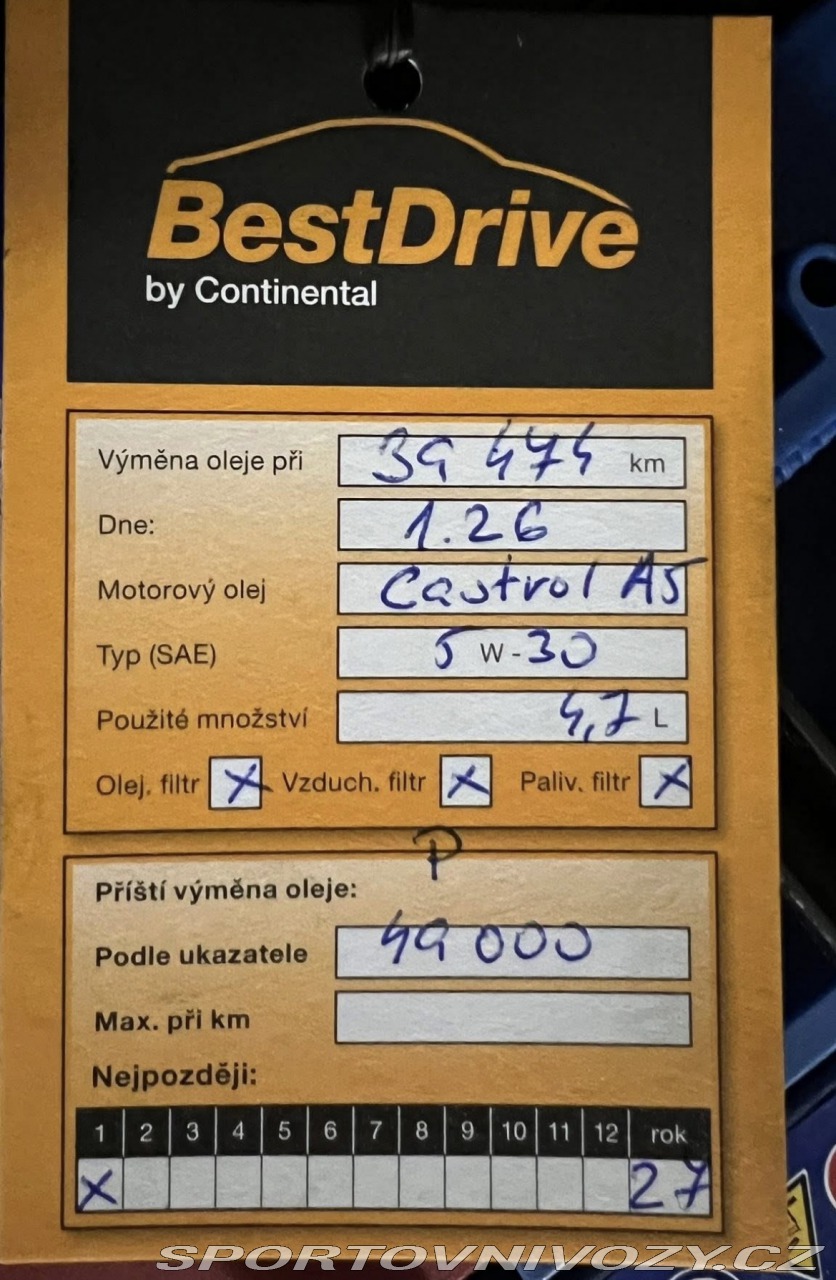 BestDrive
by Continental
Výměna oleje při 39 474 km
Dne: 1.26
Motorový olej Castrol A5
Typ (SAE) 5 W - 30
Použité množství 4,7 L
Olej. filtr X Vzduch. filtr X Paliv. filtr X
P
Příští výměna oleje:
Podle ukazatele 49 000
Max. při km
Nejpozději:
1 2 3 4 5 6 7 8 9 10 11 12 rok
X 27
SPORTOVNIVOZY.CZ